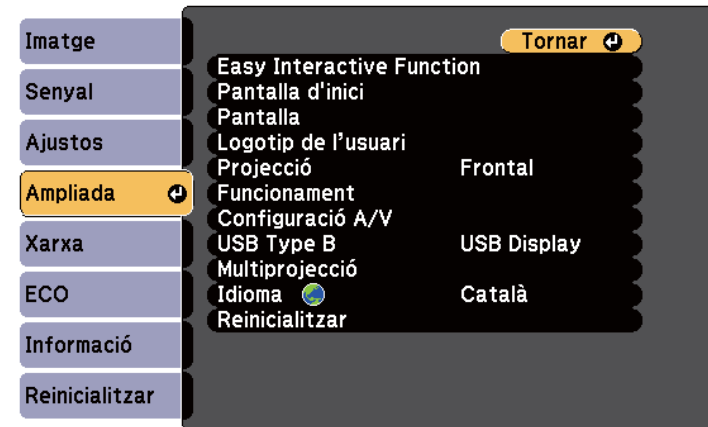 Imatge
Senyal
Ajustos
Ampliada
Xarxa
ECO
Informació
Reinicialitzar
Tornar
Easy Interactive Function
Pantalla d'inici
Pantalla
Logotip de l’usuari
Projecció Frontal
Funcionament
Configuració A/V
USB Type B USB Display
Multiprojecció
Idioma Català
Reinicialitzar